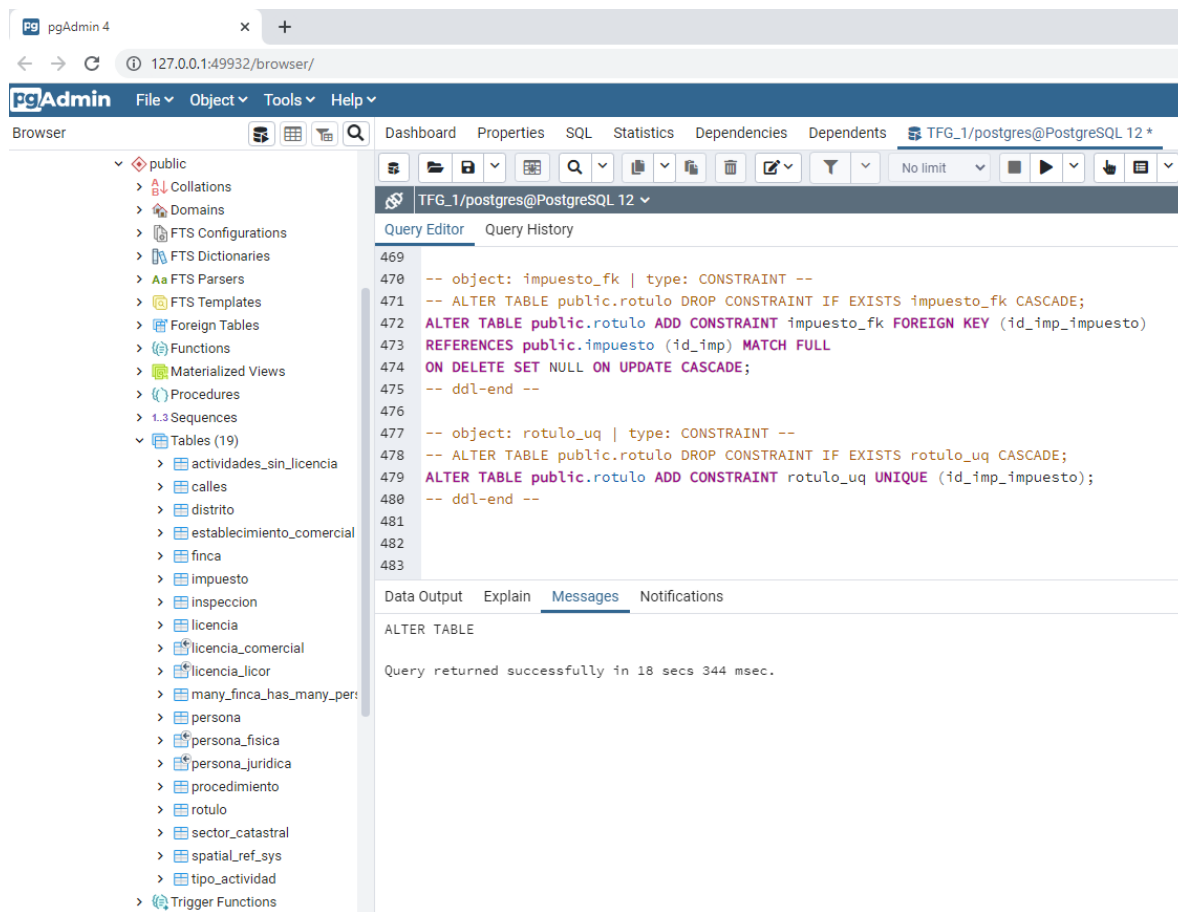 pgAdmin 4
127.0.0.1:49932/browser/
pgAdmin File Object Tools Help
Browser
Dashboard Properties SQL Statistics Dependencies Dependents TFG_1/postgres@PostgreSQL 12 *
No limit
TFG_1/postgres@PostgreSQL 12
Query Editor Query History
public
Collations
Domains
FTS Configurations
FTS Dictionaries
FTS Parsers
FTS Templates
Foreign Tables
Functions
Materialized Views
Procedures
1..3 Sequences
Tables (19)
actividades_sin_licencia
calles
distrito
establecimiento_comercial
finca
impuesto
inspeccion
licencia
licencia_comercial
licencia_licor
many_finca_has_many_pers
persona
persona_fisica
persona_juridica
procedimiento
rotulo
sector_catastral
spatial_ref_sys
tipo_actividad
Trigger Functions
469
470 -- object: impuesto_fk | type: CONSTRAINT --
471 -- ALTER TABLE public.rotulo DROP CONSTRAINT IF EXISTS impuesto_fk CASCADE;
472 ALTER TABLE public.rotulo ADD CONSTRAINT impuesto_fk FOREIGN KEY (id_imp_impuesto)
473 REFERENCES public.impuesto (id_imp) MATCH FULL
474 ON DELETE SET NULL ON UPDATE CASCADE;
475 -- ddl-end --
476
477 -- object: rotulo_uq | type: CONSTRAINT --
478 -- ALTER TABLE public.rotulo DROP CONSTRAINT IF EXISTS rotulo_uq CASCADE;
479 ALTER TABLE public.rotulo ADD CONSTRAINT rotulo_uq UNIQUE (id_imp_impuesto);
480 -- ddl-end --
481
482
483
Data Output Explain Messages Notifications
ALTER TABLE
Query returned successfully in 18 secs 344 msec.